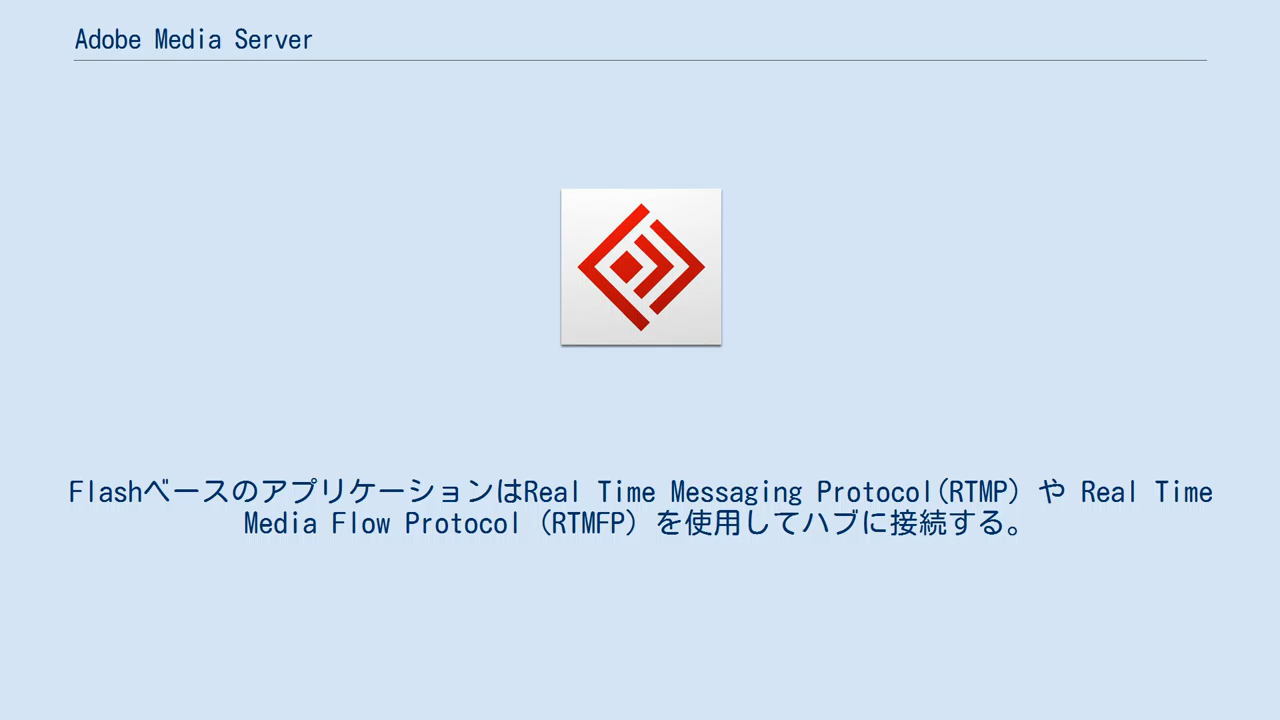 Adobe Media Server
FlashベースのアプリケーションはReal Time Messaging Protocol(RTMP) や Real Time
Media Flow Protocol (RTMFP) を使用してハブに接続する。